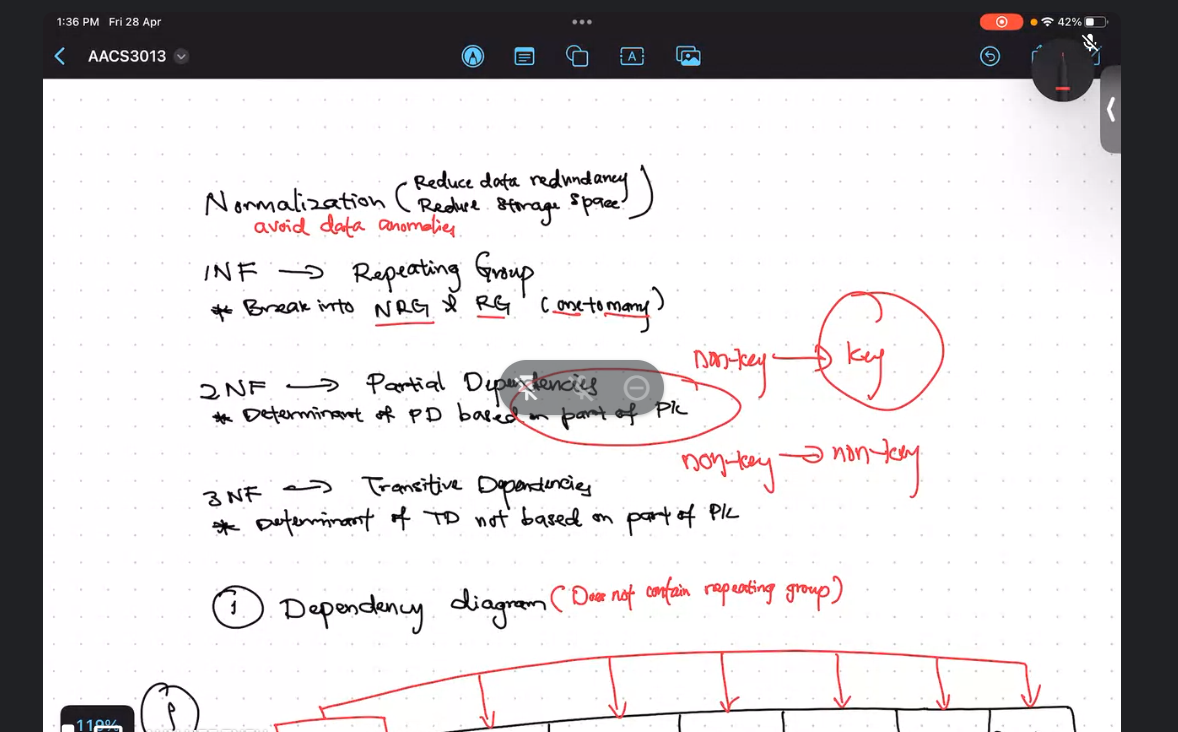 1:36 PM Fri 28 Apr
42%
AACS3013
Normalization (Reduce data redundancy
Reduce storage space)
avoid data anomalies
1NF → Repeating Group
* Break into NRG & RG (one to many)
non-key → key
2NF → Partial Dependencies
* Determinant of PD based on part of PK
non-key → non-key
3NF → Transitive Dependencies
* Determinant of TD not based on part of PK
1 Dependency diagram (Does not contain repeating group)
110%